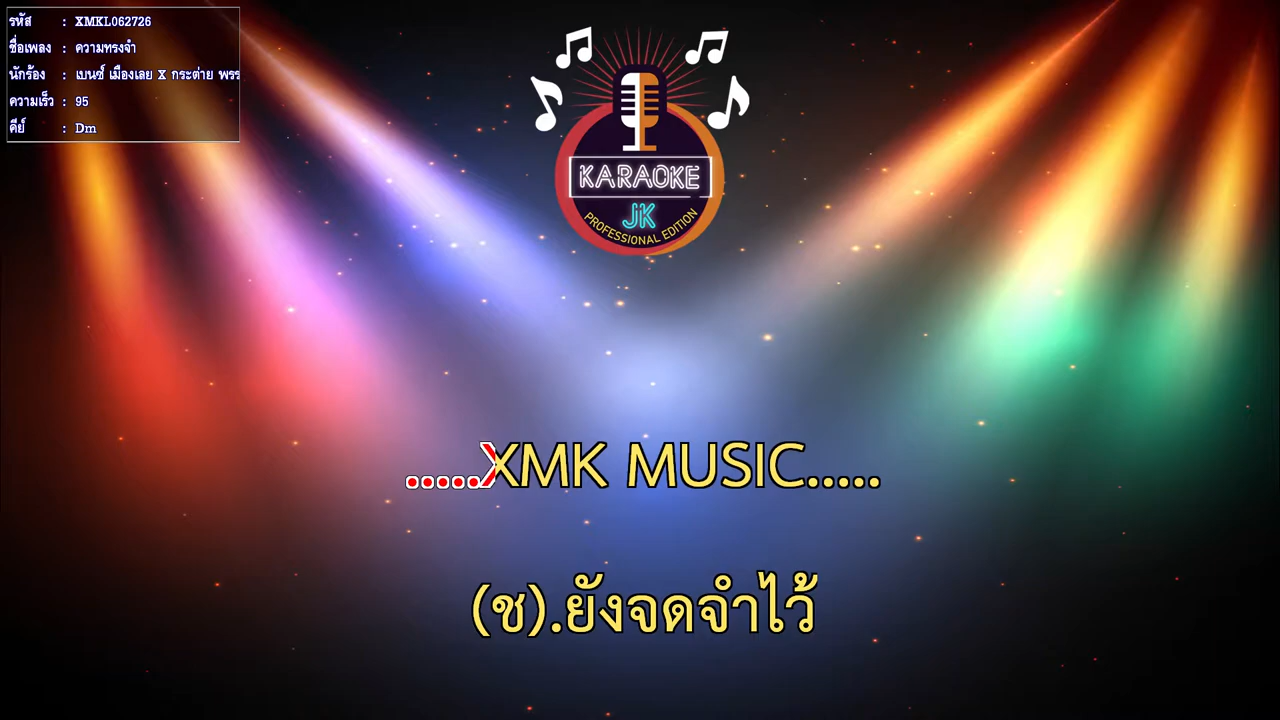 รหัส : XMKL062726
ชื่อเพลง : ความทรงจำ
นักร้อง : เบนซ์ เมืองเลย X กระต่าย พรร
ความเร็ว : 95
คีย์ : Dm
KARAOKE
JK
PROFESSIONAL EDITION
.....XMK MUSIC.....
(ช).ยังจดจำไว้